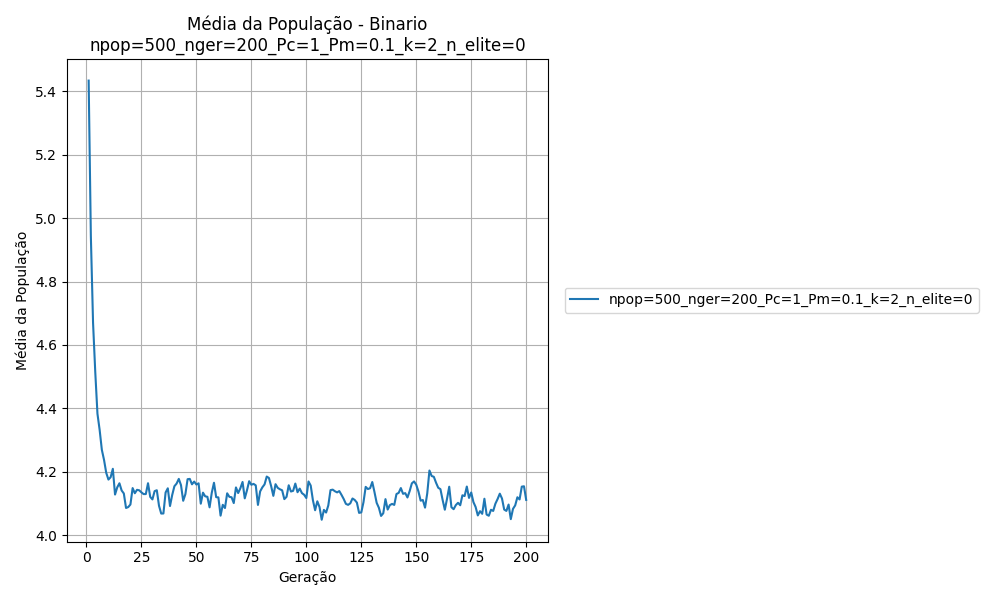 Média da População - Binario
npop=500_nger=200_Pc=1_Pm=0.1_k=2_n_elite=0
5.4
5.2
5.0
4.8
4.6
4.4
4.2
4.0
Média da População
0 25 50 75 100 125 150 175 200
Geração
npop=500_nger=200_Pc=1_Pm=0.1_k=2_n_elite=0